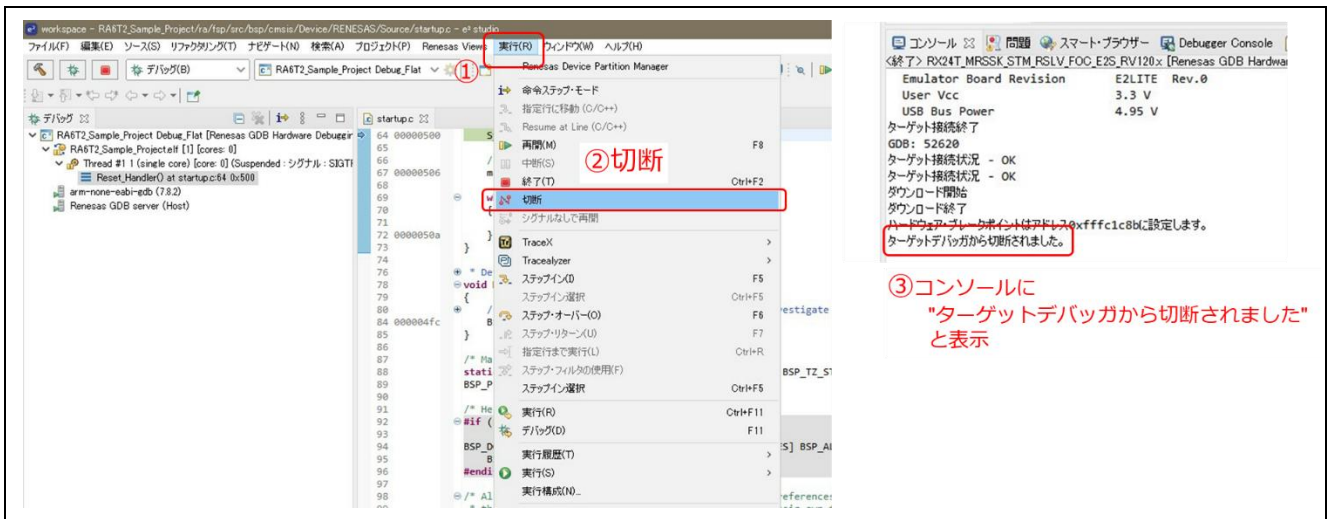 workspace - RA6T2_Sample_Project/ra/fsp/src/bsp/cmsis/Device/RENESAS/Source/startup.c - e² studio
ファイル(F) 編集(E) ソース(S) リファクタリング(T) ナビゲート(N) 検索(A) プロジェクト(P) Renesas Views 実行(R) ウィンドウ(W) ヘルプ(H)
デバッグ(B) RA6T2_Sample_Project Debug_Flat
①
Renesas Device Partition Manager
命令ステップ・モード
指定行に移動 (C/C++)
Resume at Line (C/C++)
再開(M) F8
中断(S)
②切断
終了(T) Ctrl+F2
切断
シグナルなしで再開
TraceX
Tracealyzer
ステップイン(I) F5
ステップイン選択 Ctrl+F5
ステップ・オーバー(O) F6
ステップ・リターン(U) F7
指定行まで実行(L) Ctrl+R
ステップ・フィルタの使用(F)
ステップイン選択 Ctrl+F5
実行(R) Ctrl+F11
デバッグ(D) F11
実行履歴(T)
実行(S)
実行構成(N)...
デバッグ
RA6T2_Sample_Project Debug_Flat [Renesas GDB Hardware Debuggin
RA6T2_Sample_Project.elf [1] [cores: 0]
Thread #1 1 (single core) [core: 0] (Suspended : シグナル : SIGTF
Reset_Handler() at startup.c:64 0x500
arm-none-eabi-gdb (7.8.2)
Renesas GDB server (Host)
startup.c
64 00000500 S
65
66 /
67 00000506 m
68
69 w
70 {
71
72 0000050a }
73 }
74
76 * De
78 void
79 {
80 / estigate
84 000004fc B
85 }
86
87 /* Ma
88 stati BSP_TZ_ST
89 BSP_P
90
91 /* He
92 #if (
93
94 BSP_D S] BSP_AL
95 B
96 #endi
97
98 /* Al eferences
コンソール 問題 スマート・ブラウザー Debugger Console
<終了> RX24T_MRSSK_STM_RSLV_FOC_E2S_RV120.x [Renesas GDB Hardwar
Emulator Board Revision E2LITE Rev.0
User Vcc 3.3 V
USB Bus Power 4.95 V
ターゲット接続終了
GDB: 52620
ターゲット接続状況 - OK
ターゲット接続状況 - OK
ダウンロード開始
ダウンロード終了
ハードウェア・ブレークポイントはアドレス0xfffc1c8bに設定します。
ターゲットデバッガから切断されました。
③コンソールに
"ターゲットデバッガから切断されました"
と表示